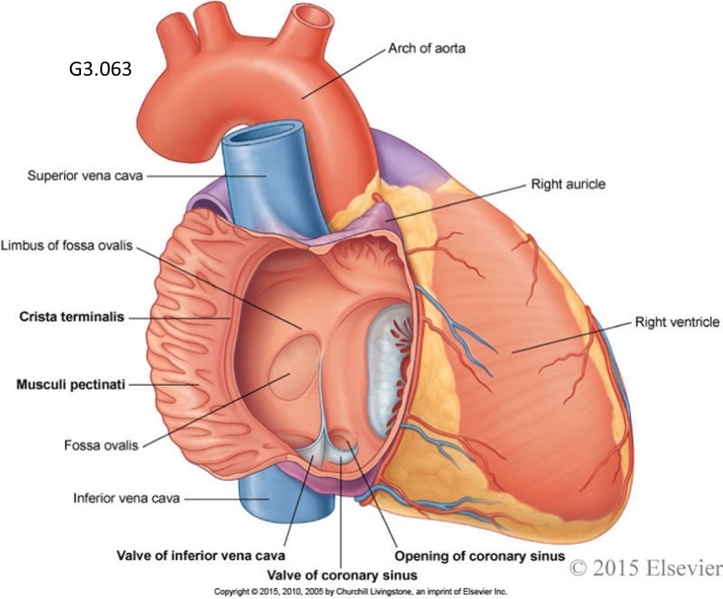 Arch of aorta
G3.063
Superior vena cava
Right auricle
Limbus of fossa ovalis
Crista terminalis
Right ventricle
Musculi pectinati
Fossa ovalis
Inferior vena cava
Valve of inferior vena cava
Opening of coronary sinus
© 2015 Elsevier
Valve of coronary sinus
Copyright © 2015, 2010, 2005 by Churchill Livingstone, an imprint of Elsevier Inc.